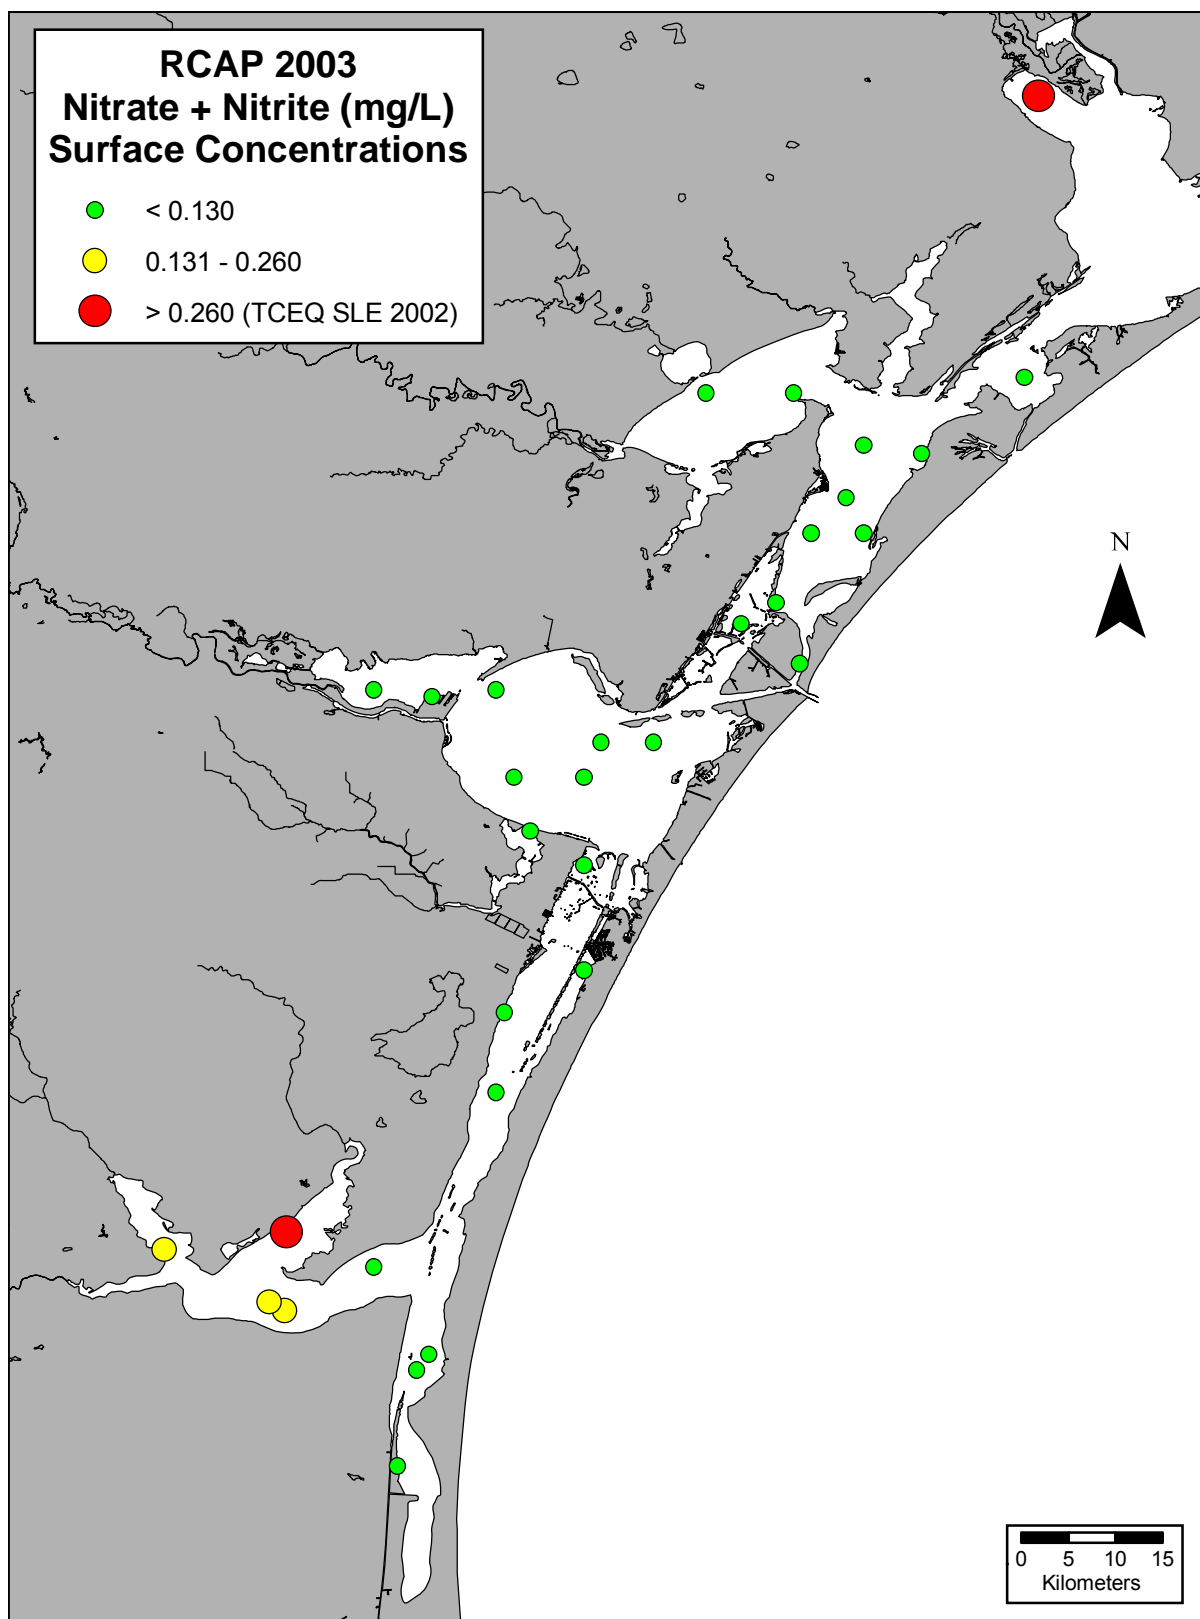 RCAP 2003
Nitrate + Nitrite (mg/L)
Surface Concentrations
< 0.130
0.131 - 0.260
> 0.260 (TCEQ SLE 2002)
N
0 5 10 15
Kilometers